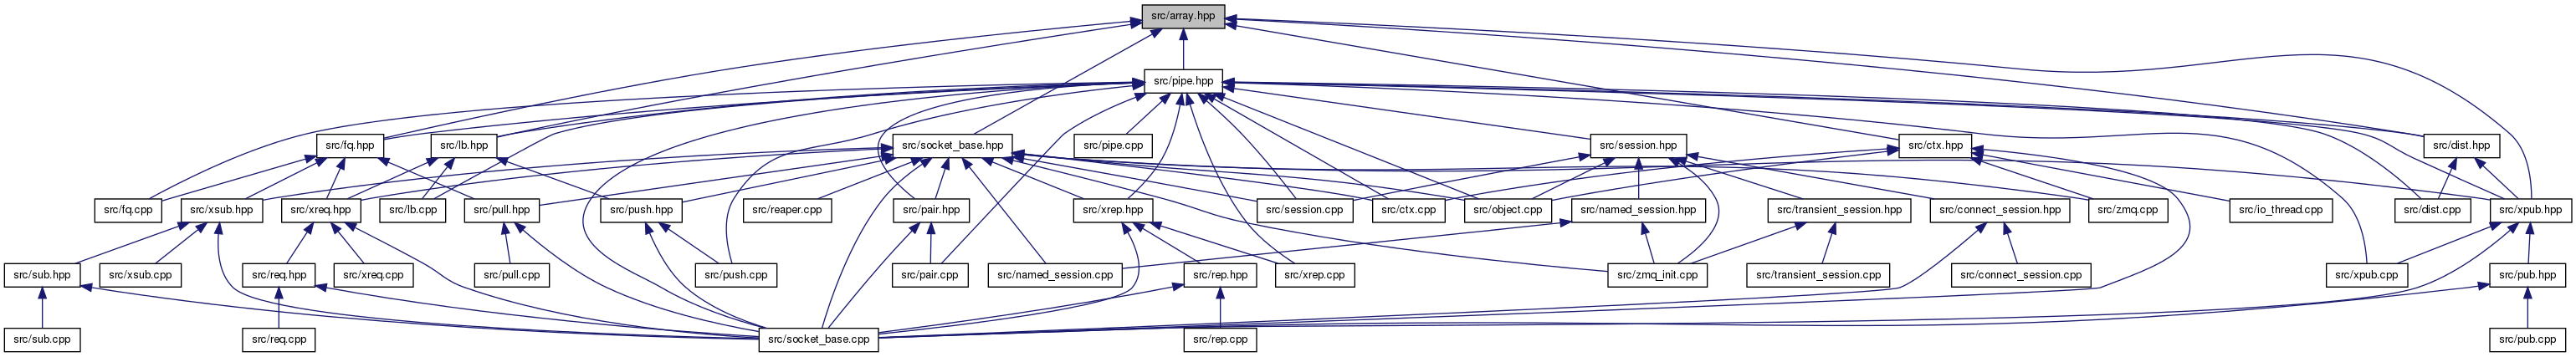 src/array.hpp
src/pipe.hpp
src/fq.hpp
src/lb.hpp
src/socket_base.hpp
src/pipe.cpp
src/session.hpp
src/ctx.hpp
src/dist.hpp
src/fq.cpp
src/xsub.hpp
src/xreq.hpp
src/lb.cpp
src/pull.hpp
src/push.hpp
src/reaper.cpp
src/pair.hpp
src/xrep.hpp
src/session.cpp
src/ctx.cpp
src/object.cpp
src/named_session.hpp
src/transient_session.hpp
src/connect_session.hpp
src/zmq.cpp
src/io_thread.cpp
src/dist.cpp
src/xpub.hpp
src/sub.hpp
src/xsub.cpp
src/req.hpp
src/xreq.cpp
src/pull.cpp
src/push.cpp
src/pair.cpp
src/named_session.cpp
src/rep.hpp
src/xrep.cpp
src/zmq_init.cpp
src/transient_session.cpp
src/connect_session.cpp
src/xpub.cpp
src/pub.hpp
src/sub.cpp
src/req.cpp
src/socket_base.cpp
src/rep.cpp
src/pub.cpp